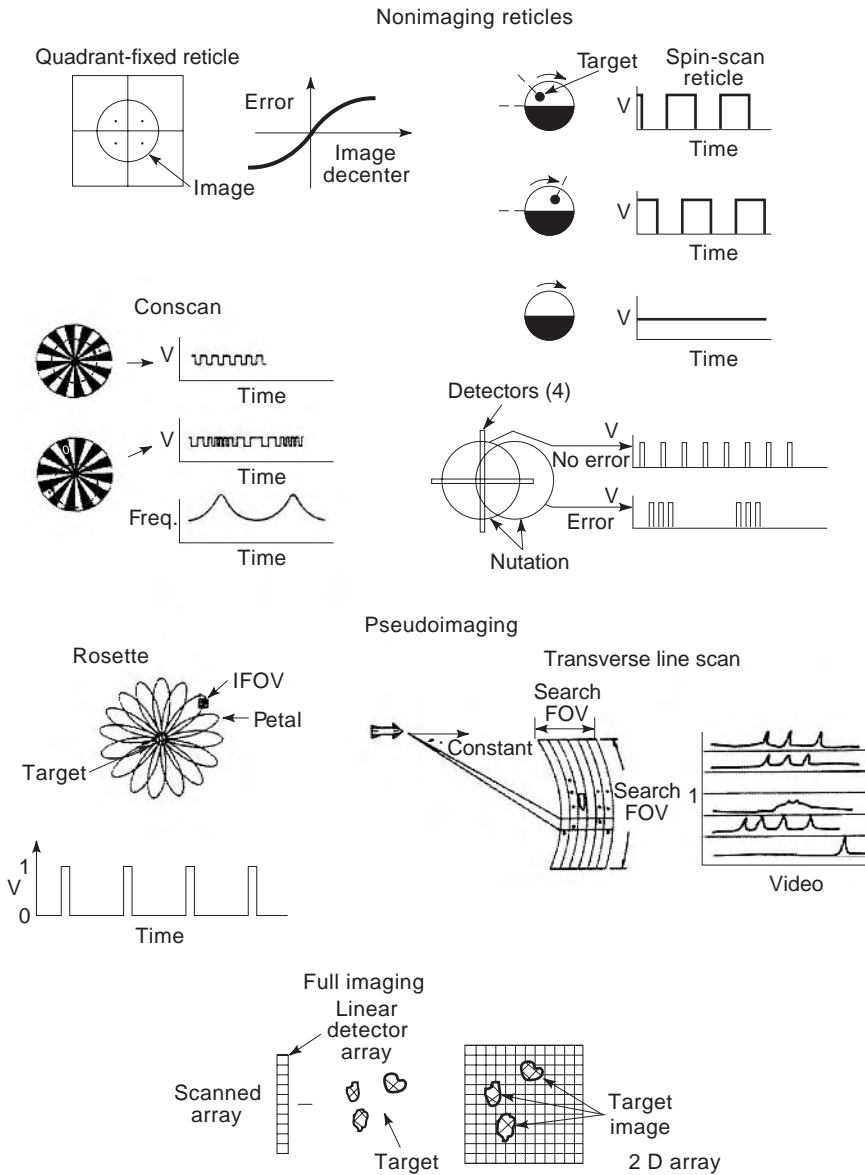 Nonimaging reticles
Quadrant-fixed reticle
Error
Image
decenter
Image
Target
Spin-scan
reticle
V
Time
V
Time
V
Time
Conscan
V
Time
V
Time
Freq.
Time
Detectors (4)
V
No error
V
Error
Nutation
Pseudoimaging
Rosette
IFOV
Petal
Target
1
V
0
Time
Transverse line scan
Search
FOV
Constant
Search
FOV
1
Video
Full imaging
Linear
detector
array
Scanned
array
Target
Target
image
2 D array